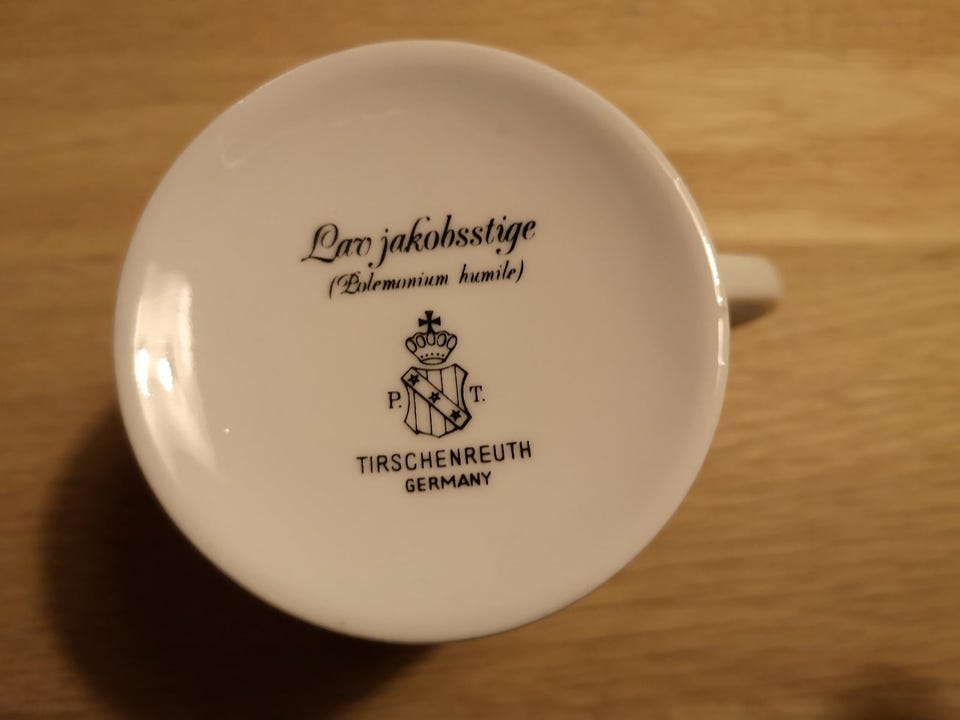 Lav jakobsstige
(Polemonium humile)
P. T.
TIRSCHENREUTH
GERMANY